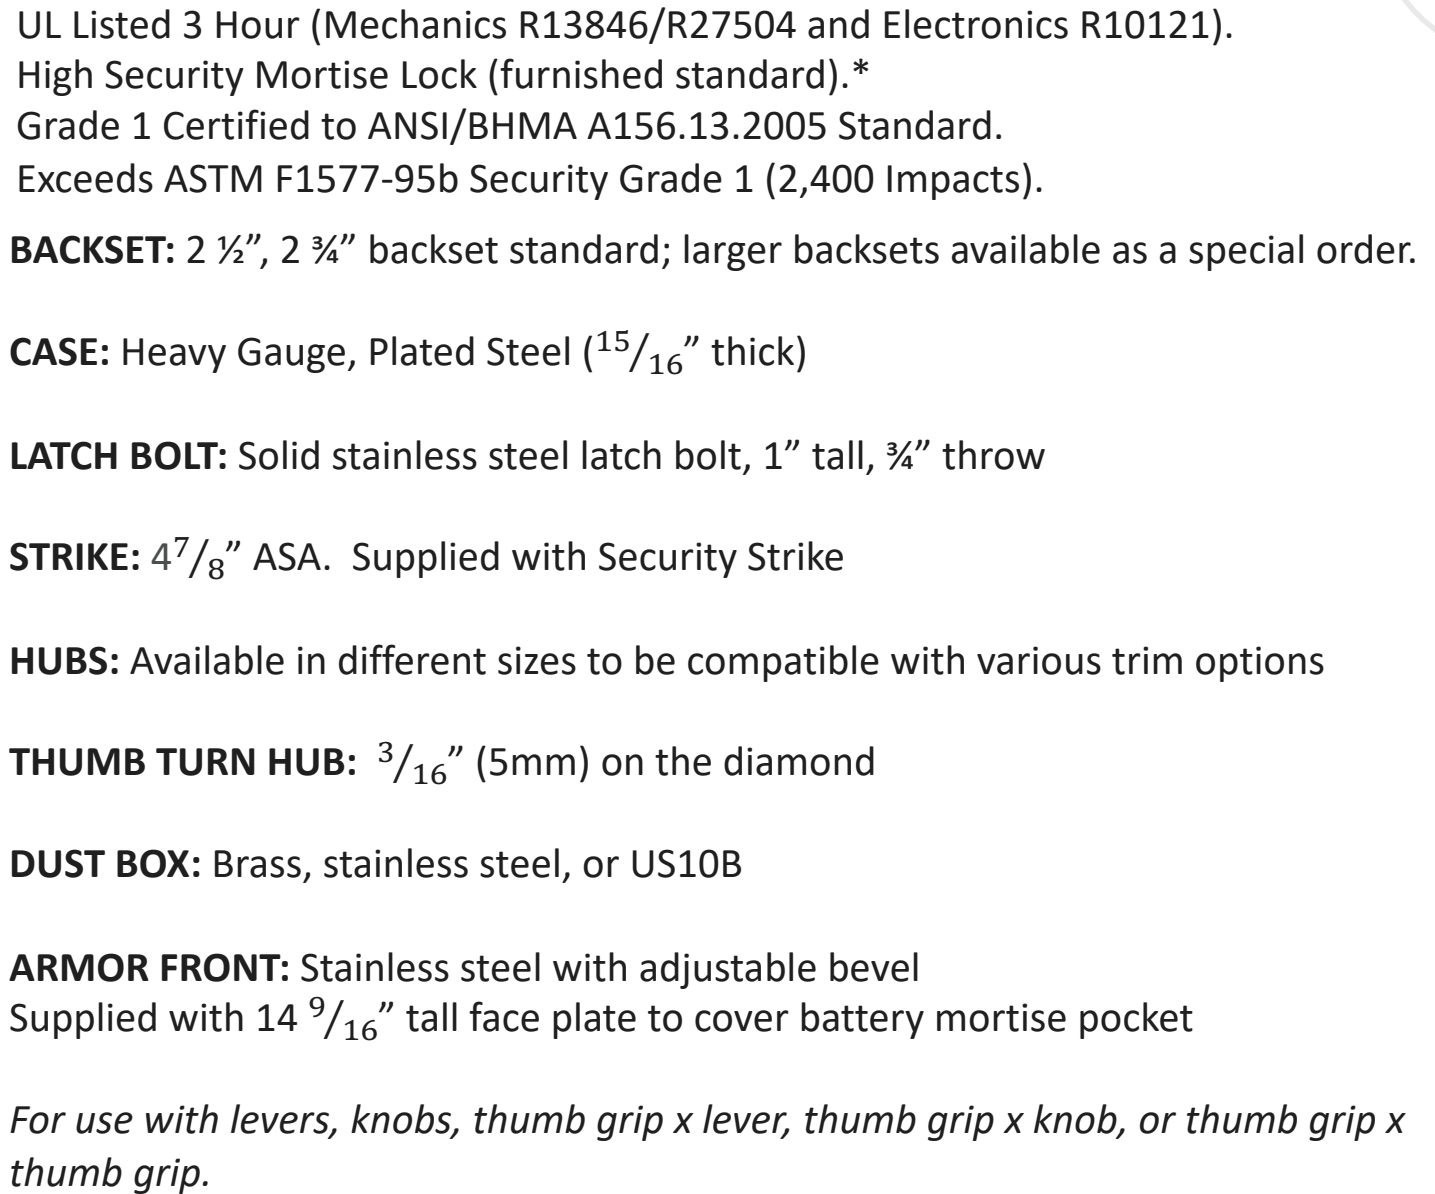 UL Listed 3 Hour (Mechanics R13846/R27504 and Electronics R10121).
High Security Mortise Lock (furnished standard).*
Grade 1 Certified to ANSI/BHMA A156.13.2005 Standard.
Exceeds ASTM F1577-95b Security Grade 1 (2,400 Impacts).
BACKSET: 2 ½”, 2 ¾” backset standard; larger backsets available as a special order.
CASE: Heavy Gauge, Plated Steel (15/16” thick)
LATCH BOLT: Solid stainless steel latch bolt, 1” tall, ¾” throw
STRIKE: 4 7/8” ASA.  Supplied with Security Strike
HUBS: Available in different sizes to be compatible with various trim options
THUMB TURN HUB:  3/16” (5mm) on the diamond
DUST BOX: Brass, stainless steel, or US10B
ARMOR FRONT: Stainless steel with adjustable bevel
Supplied with 14 9/16” tall face plate to cover battery mortise pocket
For use with levers, knobs, thumb grip x lever, thumb grip x knob, or thumb grip x
thumb grip.